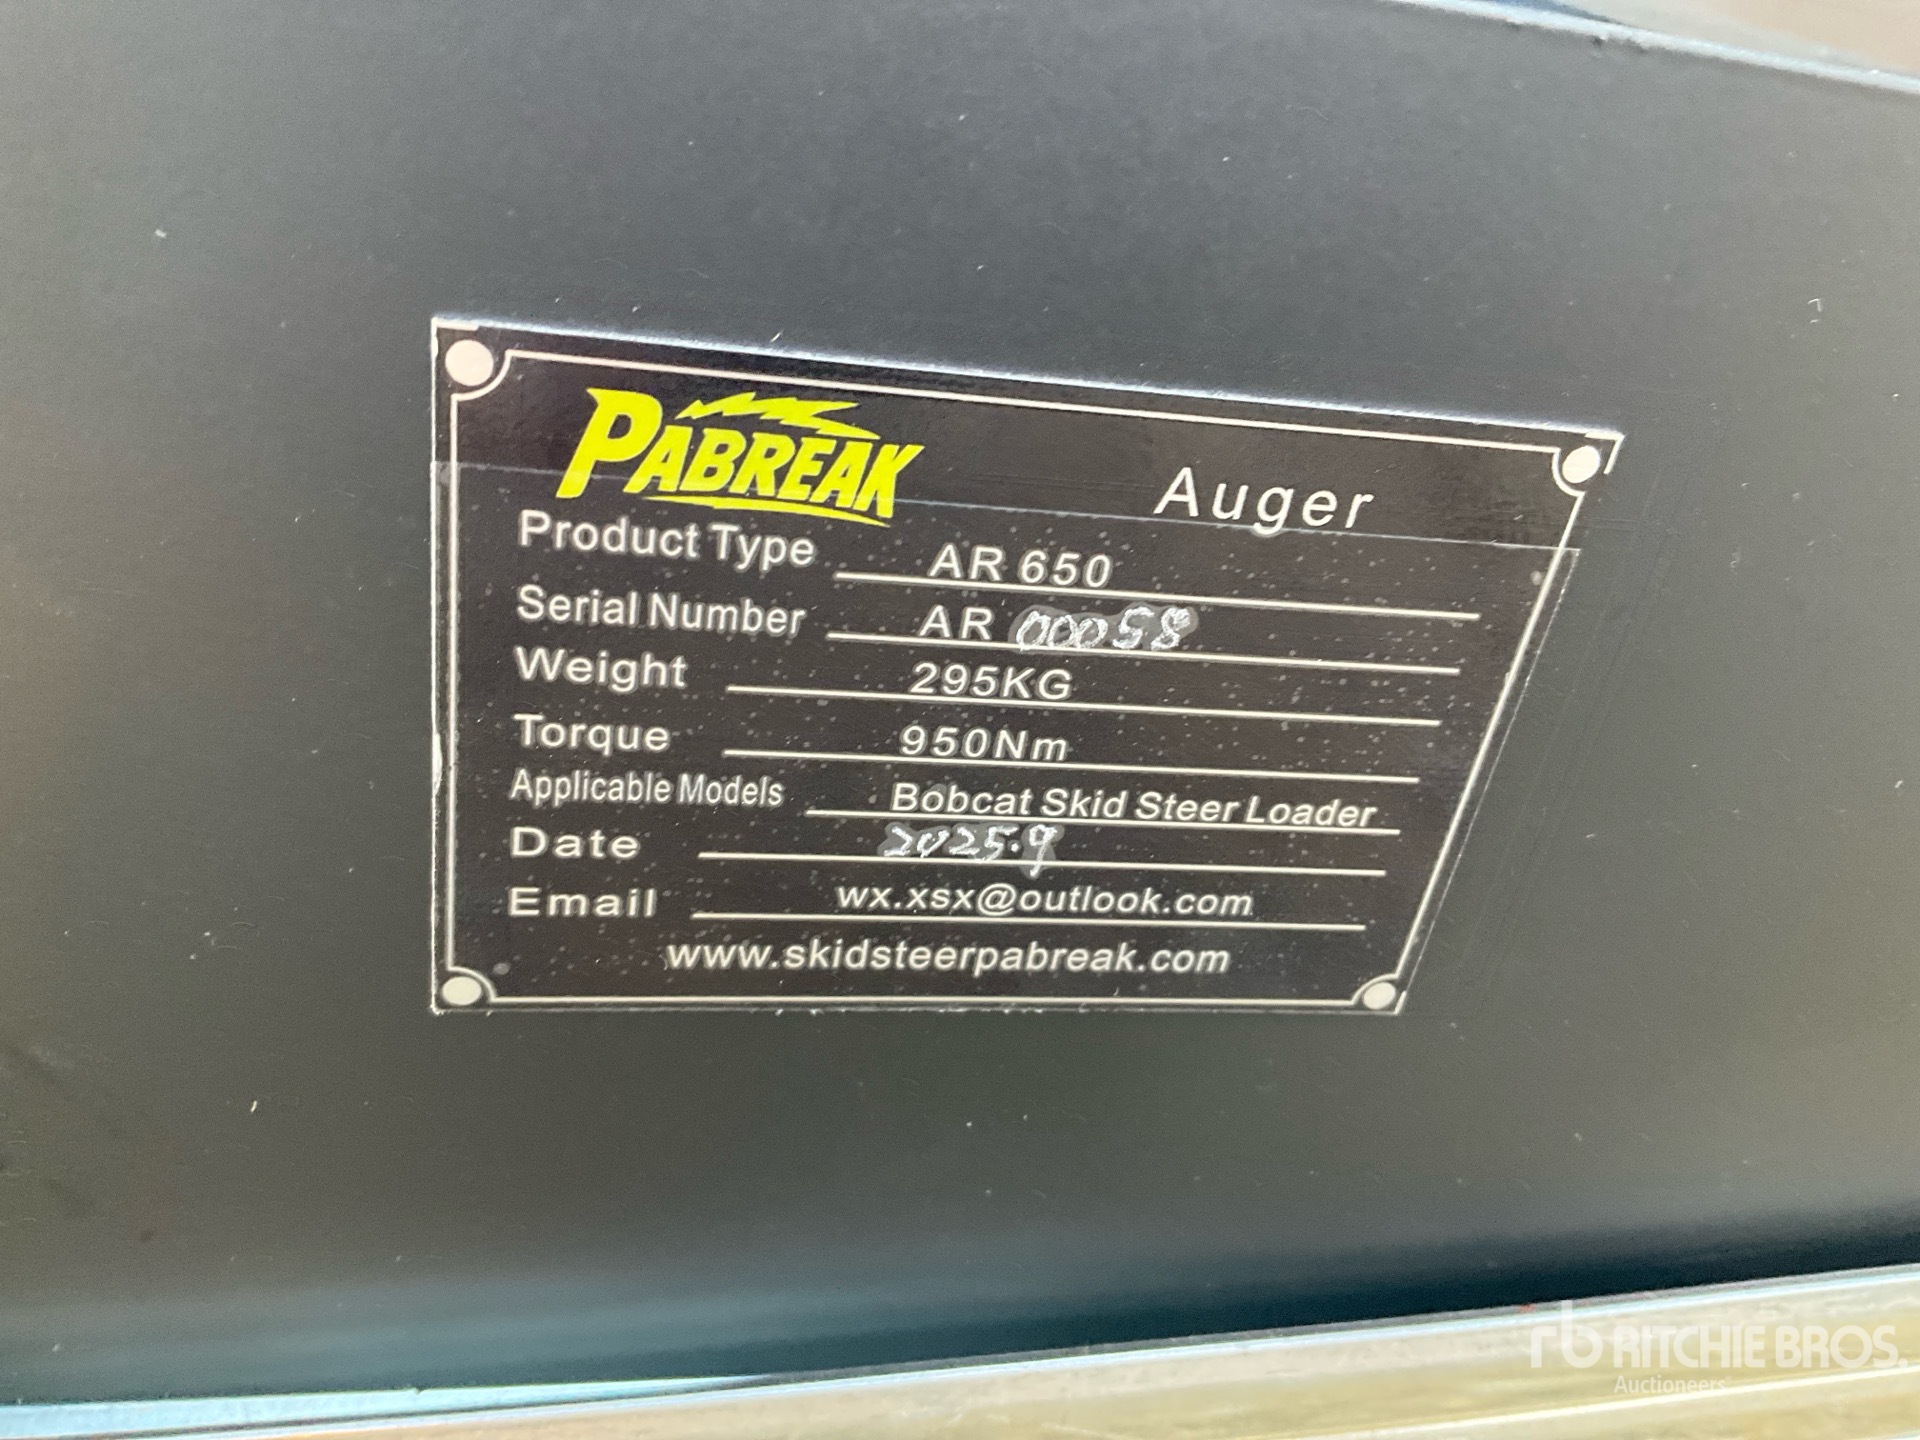 PABREAK Auger
Product Type AR 650
Serial Number AR 00058
Weight 295KG
Torque 950Nm
Applicable Models Bobcat Skid Steer Loader
Date 2025.9
Email wx.xsx@outlook.com
www.skidsteerpabreak.com
rb RITCHIE BROS.
Auctioneers